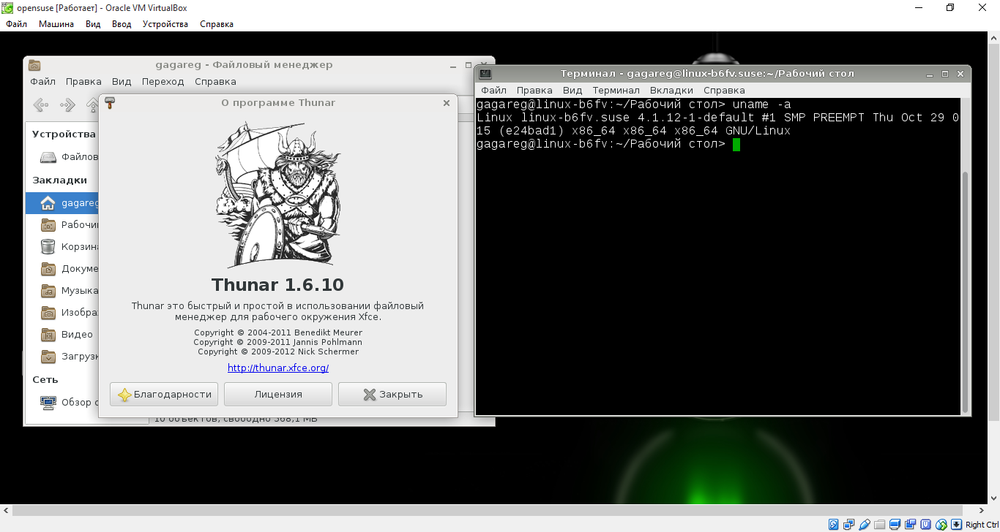 opensuse [Работает] - Oracle VM VirtualBox
Файл Машина Вид Ввод Устройства Справка
gagareg - Файловый менеджер
Файл Правка Вид Переход Справка
О программе Thunar
Устройства
Закладки
gagareg
Корзина
Музыка
Видео
Сеть
Обзор
Thunar 1.6.10
Thunar это быстрый и простой в использовании файловый
менеджер для рабочего окружения Xfce.
Copyright © 2004-2011 Benedikt Meurer
Copyright © 2009-2011 Jannis Pohlmann
Copyright © 2009-2012 Nick Schermer
http://thunar.xfce.org/
Благодарности Лицензия Закрыть
10 объектов, свободно 568,1 МБ
Терминал - gagareg@linux-b6fv.suse:~/Рабочий стол
Файл Правка Вид Терминал Вкладки Справка
gagareg@linux-b6fv:~/Рабочий стол> uname -a
Linux linux-b6fv.suse 4.1.12-1-default #1 SMP PREEMPT Thu Oct 29 0
15 (e24bad1) x86_64 x86_64 x86_64 GNU/Linux
gagareg@linux-b6fv:~/Рабочий стол>
Right Ctrl